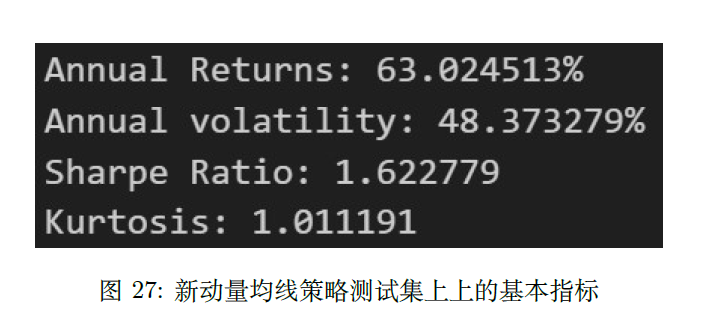 Annual Returns: 63.024513%
Annual volatility: 48.373279%
Sharpe Ratio: 1.622779
Kurtosis: 1.011191
图 27: 新动量均线策略测试集上上的基本指标